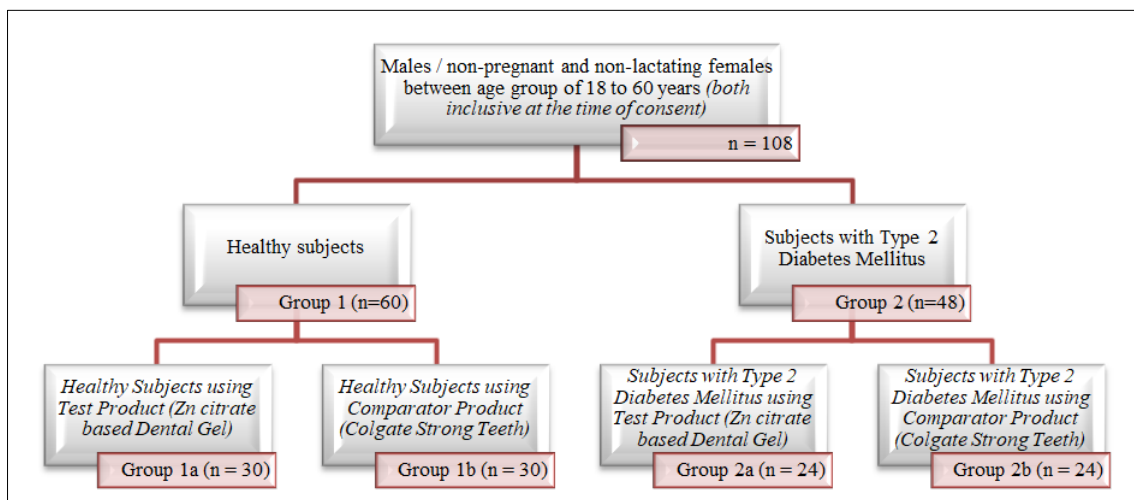 Males / non-pregnant and non-lactating females
between age group of 18 to 60 years (both
inclusive at the time of consent)
n = 108
Healthy subjects
Group 1 (n=60)
Subjects with Type 2
Diabetes Mellitus
Group 2 (n=48)
Healthy Subjects using
Test Product (Zn citrate
based Dental Gel)
Group 1a (n = 30)
Healthy Subjects using
Comparator Product
(Colgate Strong Teeth)
Group 1b (n = 30)
Subjects with Type 2
Diabetes Mellitus using
Test Product (Zn citrate
based Dental Gel)
Group 2a (n = 24)
Subjects with Type 2
Diabetes Mellitus using
Comparator Product
(Colgate Strong Teeth)
Group 2b (n = 24)